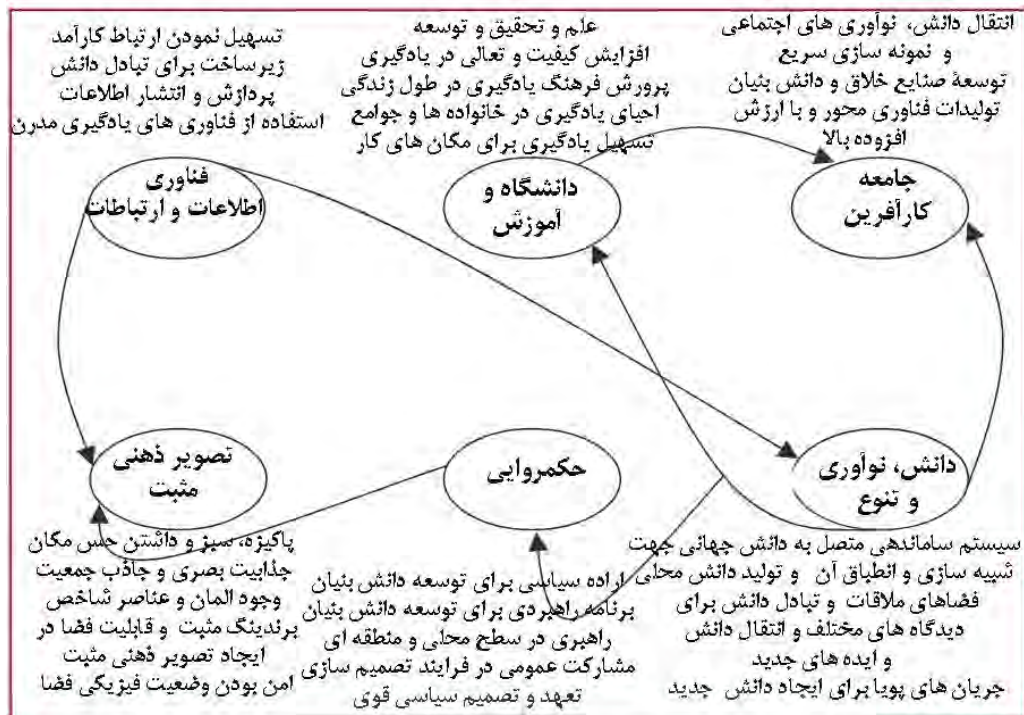 انتقال دانش، نوآوری های اجتماعی
و نمونه سازی سریع
توسعۀ صنایع خلاق و دانش بنیان
تولیدات فناوری محور و با ارزش
افزوده بالا
جامعه
کارآفرین
علم و تحقیق و توسعه
افزایش کیفیت و تعالی در یادگیری
پرورش فرهنگ یادگیری در طول زندگی
احیای یادگیری در خانواده ها و جوامع
تسهیل یادگیری برای مکان های کار
دانشگاه و
آموزش
تسهیل نمودن ارتباط کارآمد
زیرساخت برای تبادل دانش
پردازش و انتشار اطلاعات
استفاده از فناوری های یادگیری مدرن
فناوری
اطلاعات و ارتباطات
دانش، نوآوری
و تنوع
سیستم ساماندهی متصل به دانش جهانی جهت
شبیه سازی و انطباق آن و تولید دانش محلی
فضاهای ملاقات و تبادل دانش برای
دیدگاه های مختلف و انتقال دانش
و ایده های جدید
جریان های پویا برای ایجاد دانش جدید
حکمروایی
اراده سیاسی برای توسعه دانش بنیان
برنامه راهبردی برای توسعه دانش بنیان
راهبری در سطح محلی و منطقه ای
مشارکت عمومی در فرایند تصمیم سازی
تعهد و تصمیم سیاسی قوی
تصویر ذهنی
مثبت
پاکیزه، سبز و داشتن حس مکان
جذابیت بصری و جاذب جمعیت
وجود المان و عناصر شاخص
برندینگ مثبت و قابلیت فضا در
ایجاد تصویر ذهنی مثبت
امن بودن وضعیت فیزیکی فضا